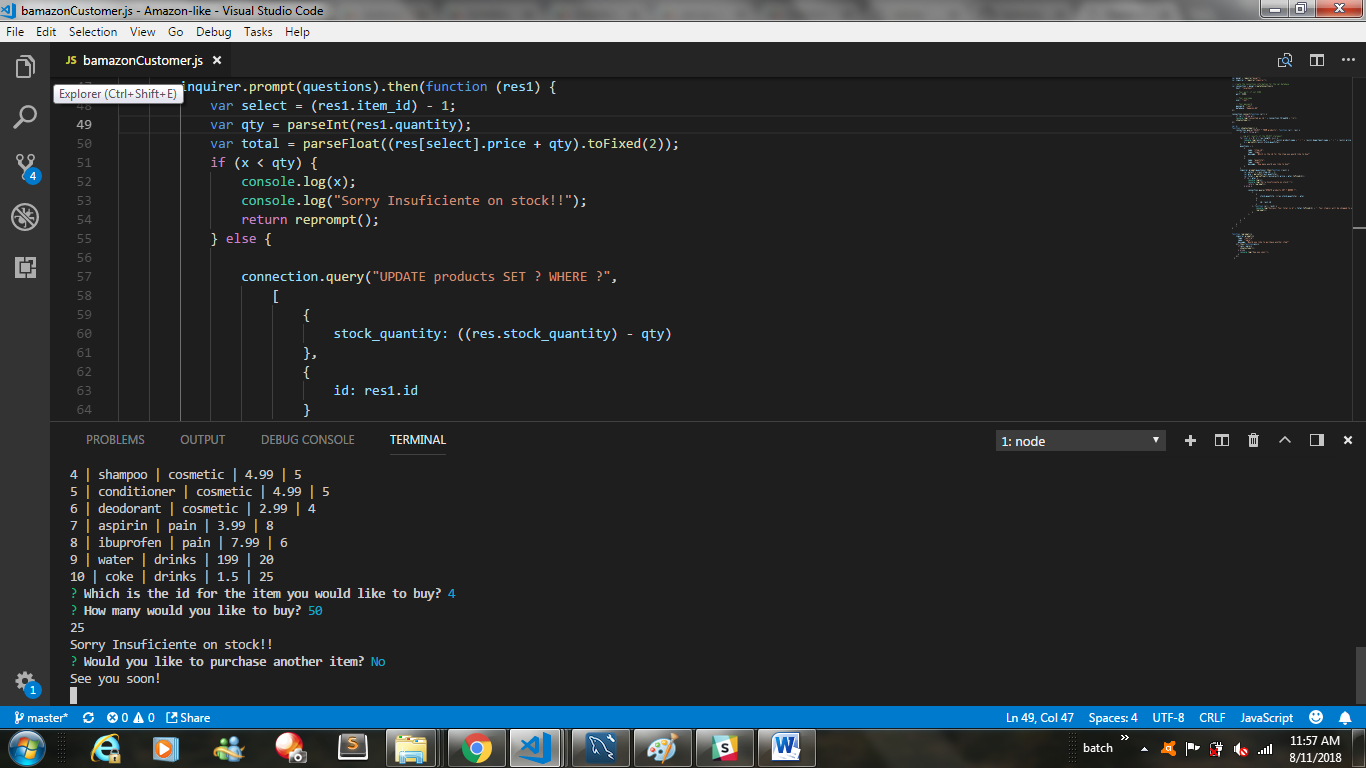 bamazonCustomer.js - Amazon-like - Visual Studio Code
File Edit Selection View Go Debug Tasks Help
JS bamazonCustomer.js
Explorer (Ctrl+Shift+E)
inquirer.prompt(questions).then(function (res1) {
48 var select = (res1.item_id) - 1;
49 var qty = parseInt(res1.quantity);
50 var total = parseFloat((res[select].price + qty).toFixed(2));
51 if (x < qty) {
52 console.log(x);
53 console.log("Sorry Insuficiente on stock!!");
54 return reprompt();
55 } else {
56
57 connection.query("UPDATE products SET ? WHERE ?",
58 [
59 {
60 stock_quantity: ((res.stock_quantity) - qty)
61 },
62 {
63 id: res1.id
64 }
4
1
PROBLEMS OUTPUT DEBUG CONSOLE TERMINAL 1: node
4 | shampoo | cosmetic | 4.99 | 5
5 | conditioner | cosmetic | 4.99 | 5
6 | deodorant | cosmetic | 2.99 | 4
7 | aspirin | pain | 3.99 | 8
8 | ibuprofen | pain | 7.99 | 6
9 | water | drinks | 199 | 20
10 | coke | drinks | 1.5 | 25
? Which is the id for the item you would like to buy? 4
? How many would you like to buy? 50
25
Sorry Insuficiente on stock!!
? Would you like to purchase another item? No
See you soon!
master* 0 0 Share Ln 49, Col 47 Spaces: 4 UTF-8 CRLF JavaScript
batch
11:57 AM
8/11/2018